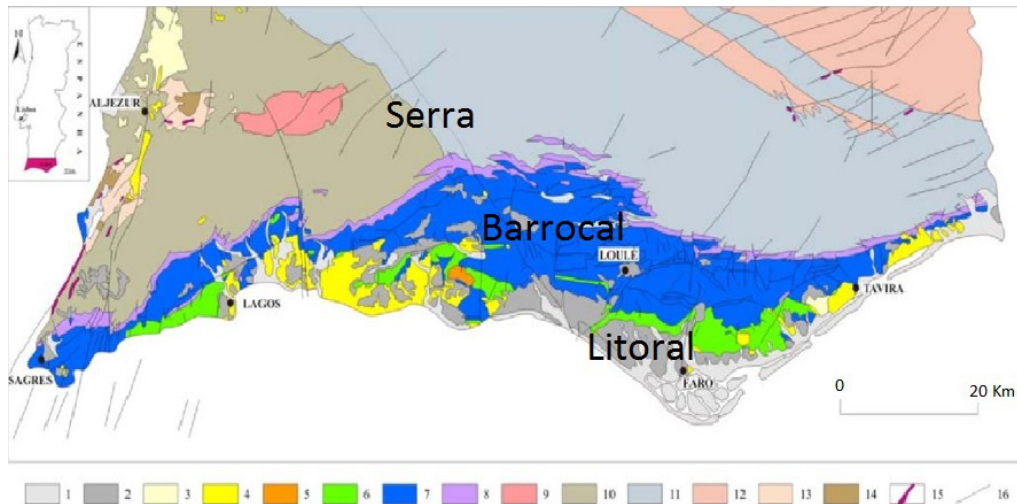 N
ESPANHA
Lisboa
ALJEZUR
Serra
Barrocal
LOULÉ
LAGOS
TAVIRA
Litoral
SAGRES
FARO
0 20 Km
1 2 3 4 5 6 7 8 9 10 11 12 13 14 15 16